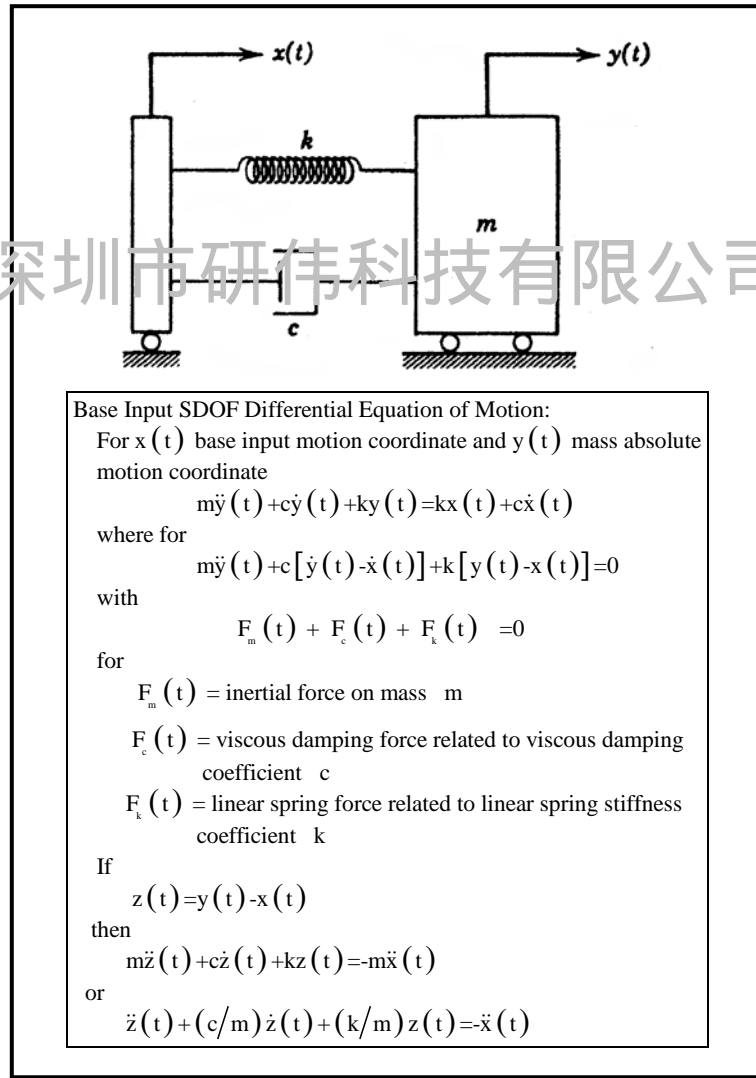 x(t)
y(t)
k
m
深圳市研伟科技有限公司
c
Base Input SDOF Differential Equation of Motion:
For x(t) base input motion coordinate and y(t) mass absolute
motion coordinate
mÿ(t)+cẏ(t)+ky(t)=kx(t)+cẋ(t)
where for
mÿ(t)+c[ẏ(t)-ẋ(t)]+k[y(t)-x(t)]=0
with
Fₘ(t) + F_c(t) + Fₖ(t) =0
for
Fₘ(t) = inertial force on mass m
F_c(t) = viscous damping force related to viscous damping
coefficient c
Fₖ(t) = linear spring force related to linear spring stiffness
coefficient k
If
z(t)=y(t)-x(t)
then
mz̈(t)+cż(t)+kz(t)=-mẍ(t)
or
z̈(t)+(c/m)ż(t)+(k/m)z(t)=-ẍ(t)